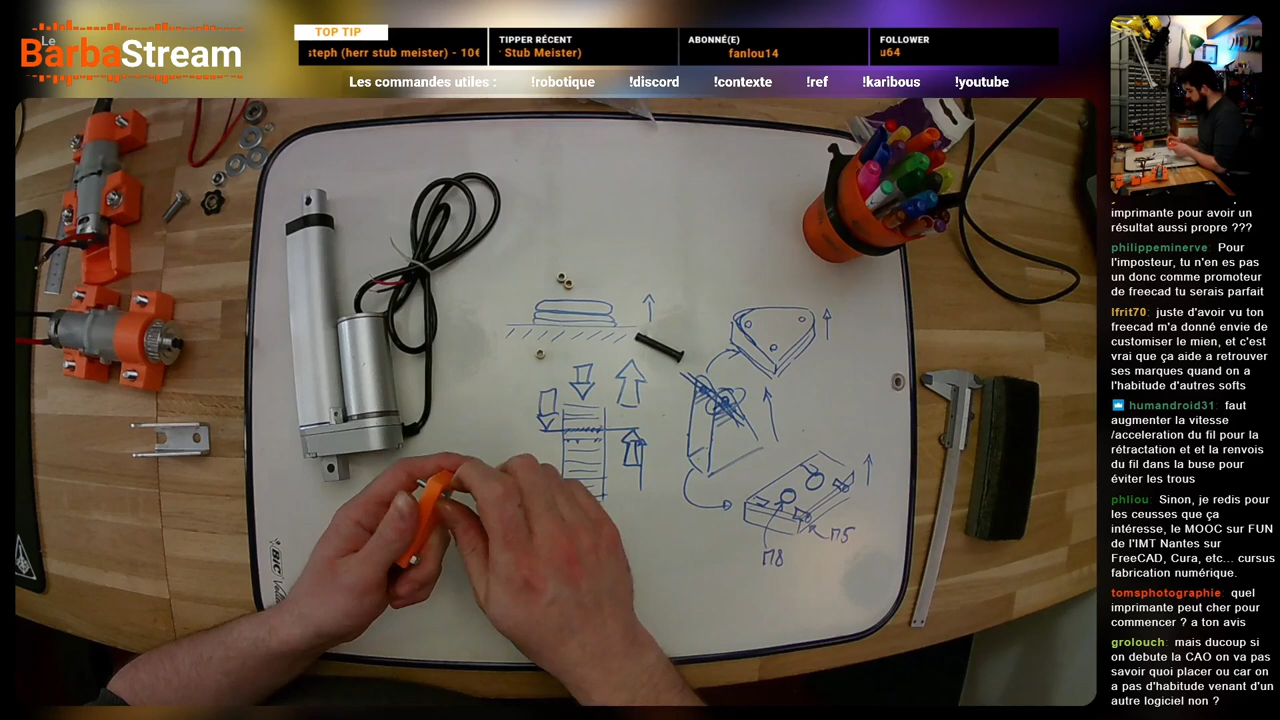 Le
BarbaStream
TOP TIP
steph (herr stub meister) - 10€
TIPPER RÉCENT
Stub Meister)
ABONNÉ(E)
fanlou14
FOLLOWER
u64
Les commandes utiles : !robotique !discord !contexte !ref !karibous !youtube
imprimante pour avoir un
résultat aussi propre ???
philippeminerve: Pour
l'imposteur, tu n'en es pas
un donc comme promoteur
de freecad tu serais parfait
lfrit70: juste d'avoir vu ton
freecad m'a donné envie de
customiser le mien, et c'est
vrai que ça aide a retrouver
ses marques quand on a
l'habitude d'autres softs
humandroid31: faut
augmenter la vitesse
/acceleration du fil pour la
rétractation et et la renvois
du fil dans la buse pour
éviter les trous
phliou: Sinon, je redis pour
les ceusses que ça
intéresse, le MOOC sur FUN
de l'IMT Nantes sur
FreeCAD, Cura, etc... cursus
fabrication numérique.
tomsphotographie: quel
imprimante peut cher pour
commencer ? a ton avis
grolouch: mais ducoup si
on debute la CAO on va pas
savoir quoi placer ou car on
a pas d'habitude venant d'un
autre logiciel non ?
M5
M8
BIC